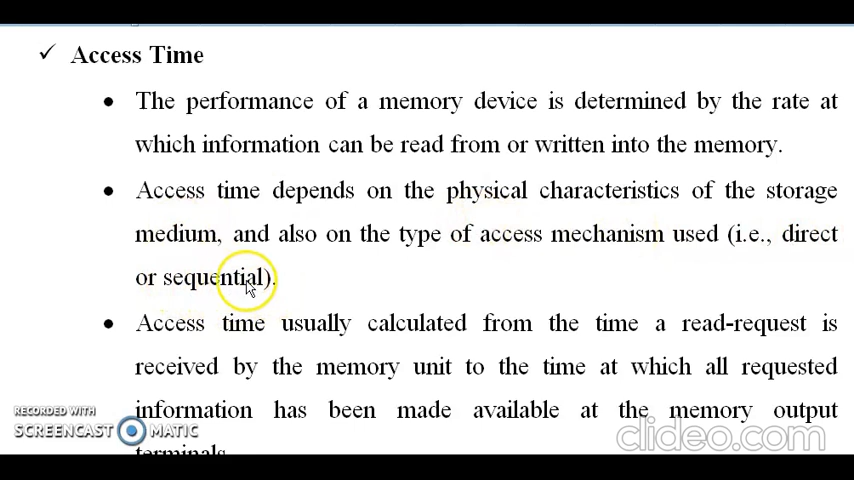 ✓ Access Time
• The performance of a memory device is determined by the rate at
which information can be read from or written into the memory.
• Access time depends on the physical characteristics of the storage
medium, and also on the type of access mechanism used (i.e., direct
or sequential).
• Access time usually calculated from the time a read-request is
received by the memory unit to the time at which all requested
information has been made available at the memory output
terminals.
RECORDED WITH
SCREENCAST MATIC
clideo.com